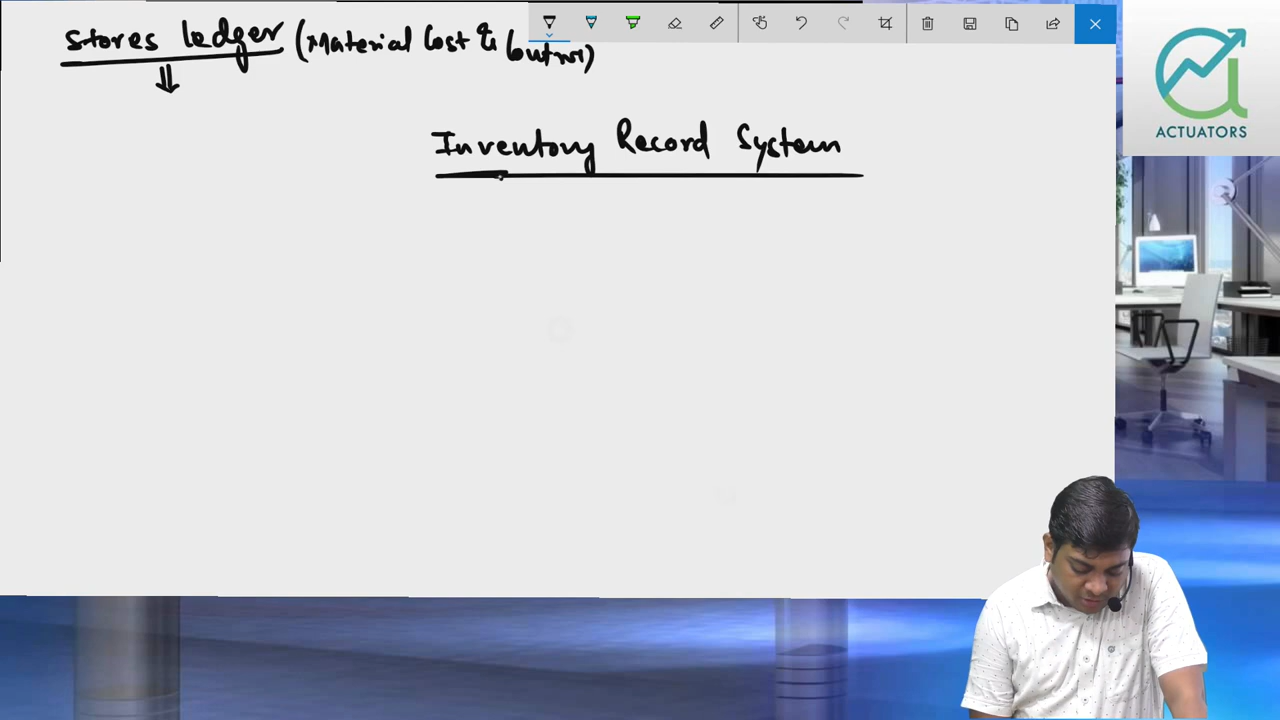 Stores ledger (Material Cost & Control)
Inventory Record System
ACTUATORS